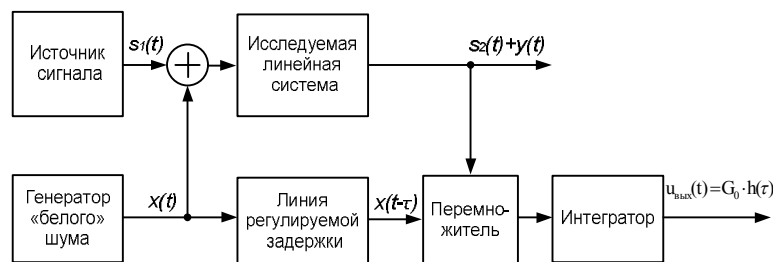 Источник
сигнала
s₁(t)
Исследуемая
линейная
система
s₂(t)+y(t)
Генератор
«белого»
шума
x(t)
Линия
регулируемой
задержки
x(t-τ)
Перемно-
житель
Интегратор
uвых(t)=G₀·h(τ)